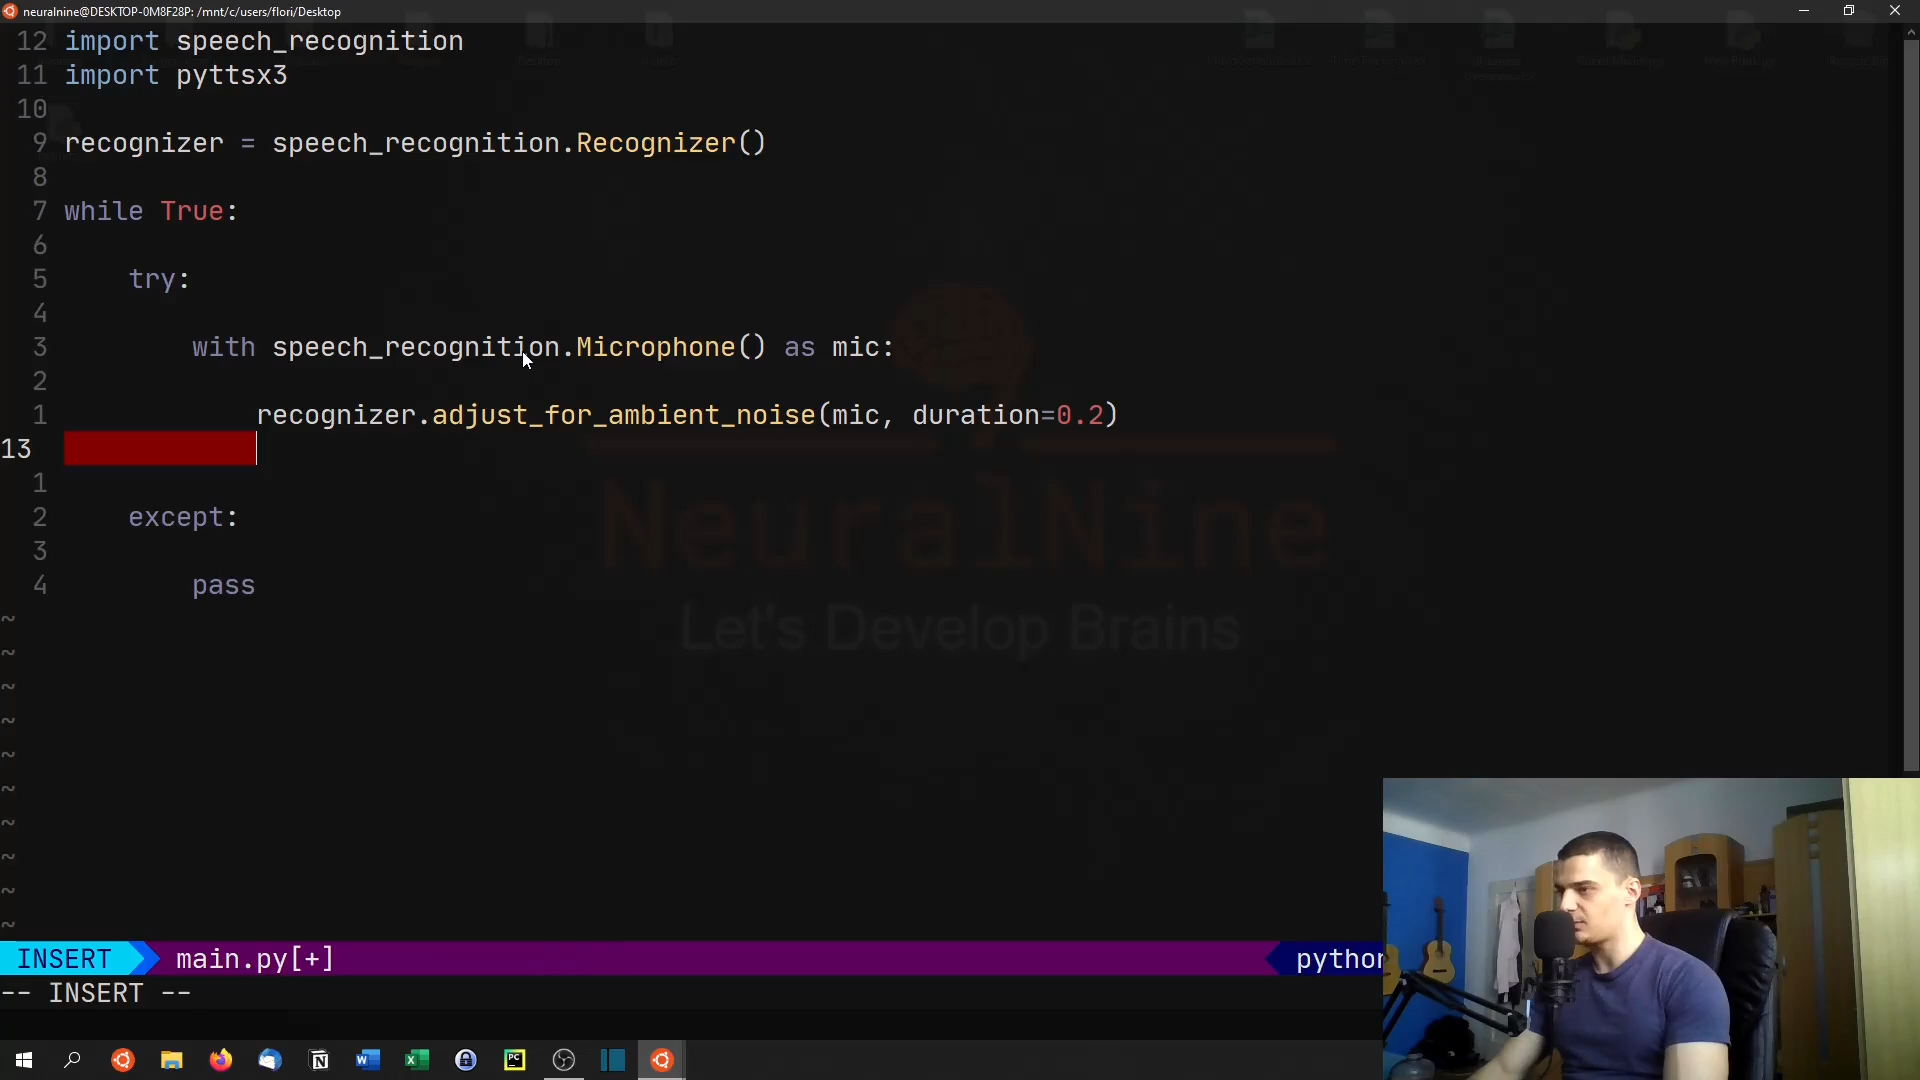 neuralnine@DESKTOP-0M8F28P: /mnt/c/users/flori/Desktop
12 import speech_recognition
11 import pyttsx3
10
9 recognizer = speech_recognition.Recognizer()
8
7 while True:
6
5 try:
4
3 with speech_recognition.Microphone() as mic:
2
1 recognizer.adjust_for_ambient_noise(mic, duration=0.2)
13
1
2 except:
3
4 pass
~
~
~
~
~
~
~
~
~
~
NeuralNine
Let's Develop Brains
INSERT main.py[+] python
-- INSERT --